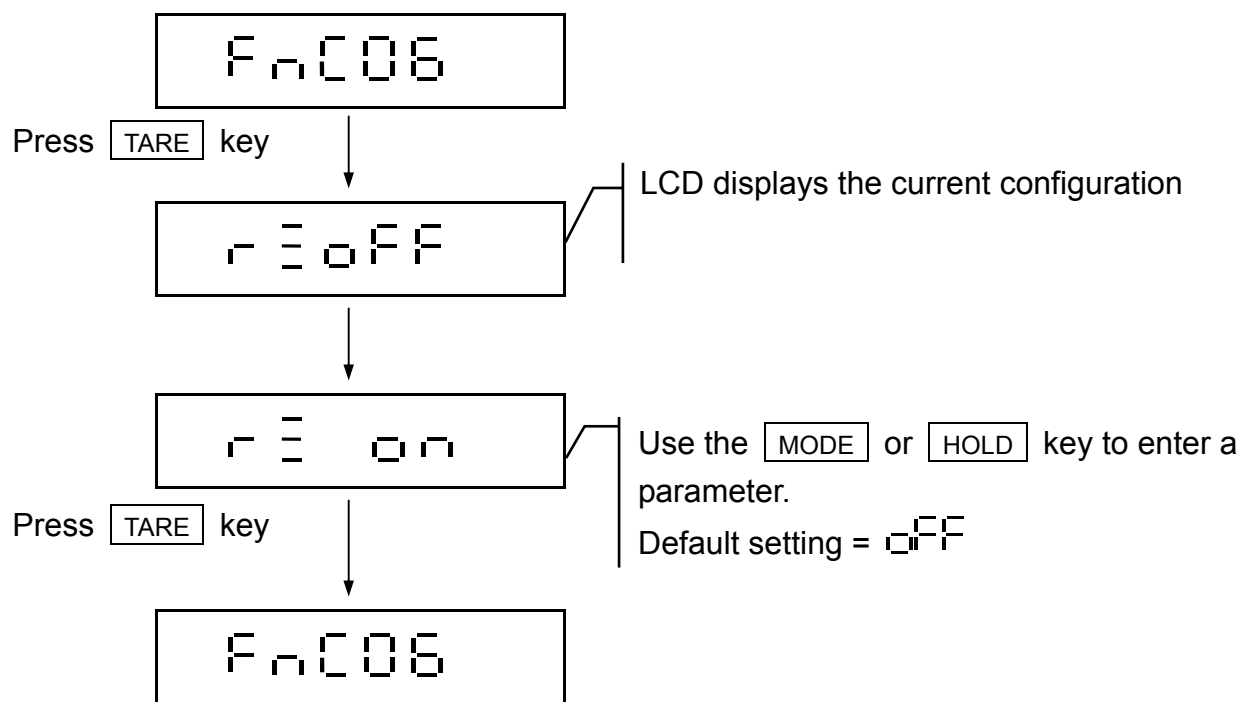 FnC06
Press TARE key
LCD displays the current configuration
r Ξ oFF
r Ξ on
Use the MODE or HOLD key to enter a
parameter.
Press TARE key
Default setting = oFF
FnC06